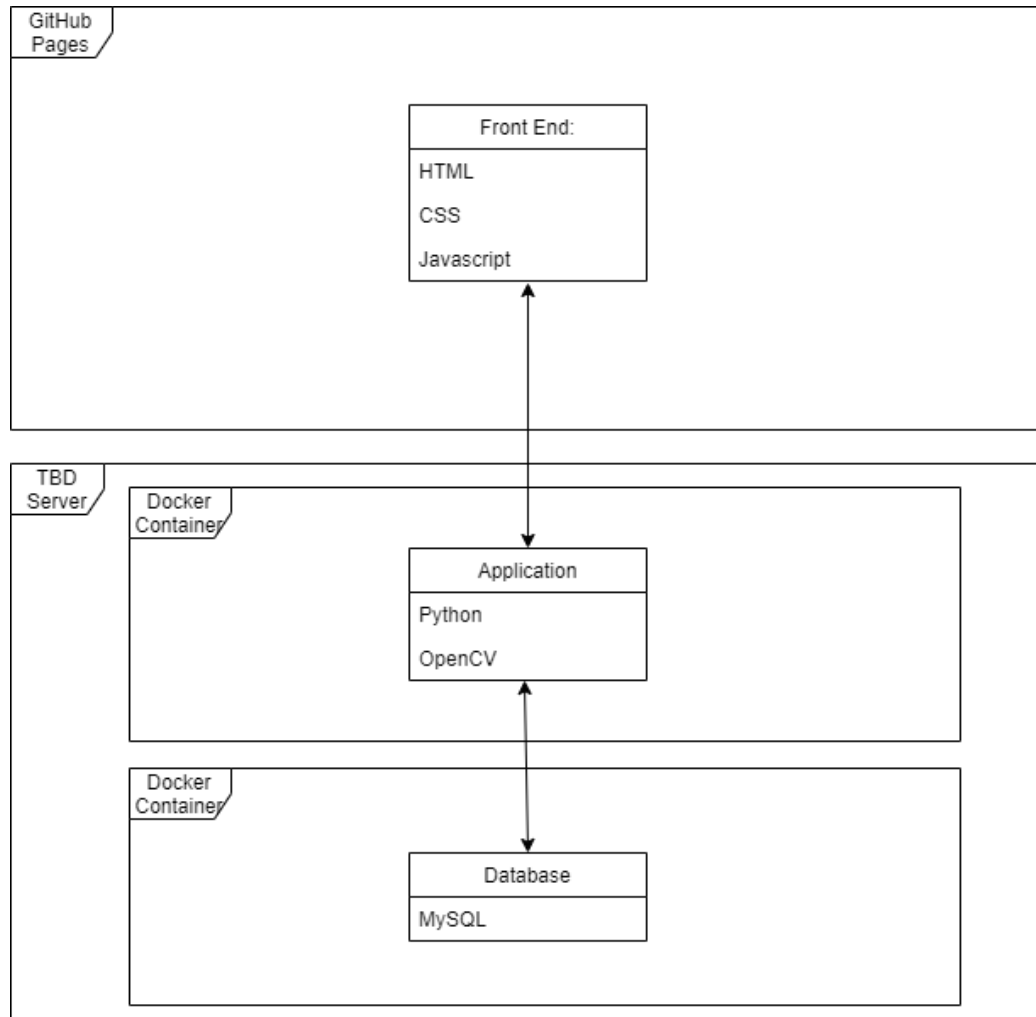 GitHub
Pages
Front End:
HTML
CSS
Javascript
TBD
Server
Docker
Container
Application
Python
OpenCV
Docker
Container
Database
MySQL